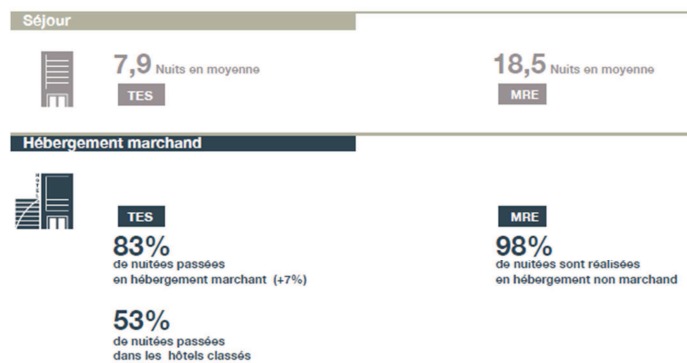 Séjour
7,9 Nuits en moyenne
TES
18,5 Nuits en moyenne
MRE
Hébergement marchand
HOTEL
TES
83%
de nuitées passées
en hébergement marchant (+7%)
53%
de nuitées passées
dans les hôtels classés
MRE
98%
de nuitées sont réalisées
en hébergement non marchand